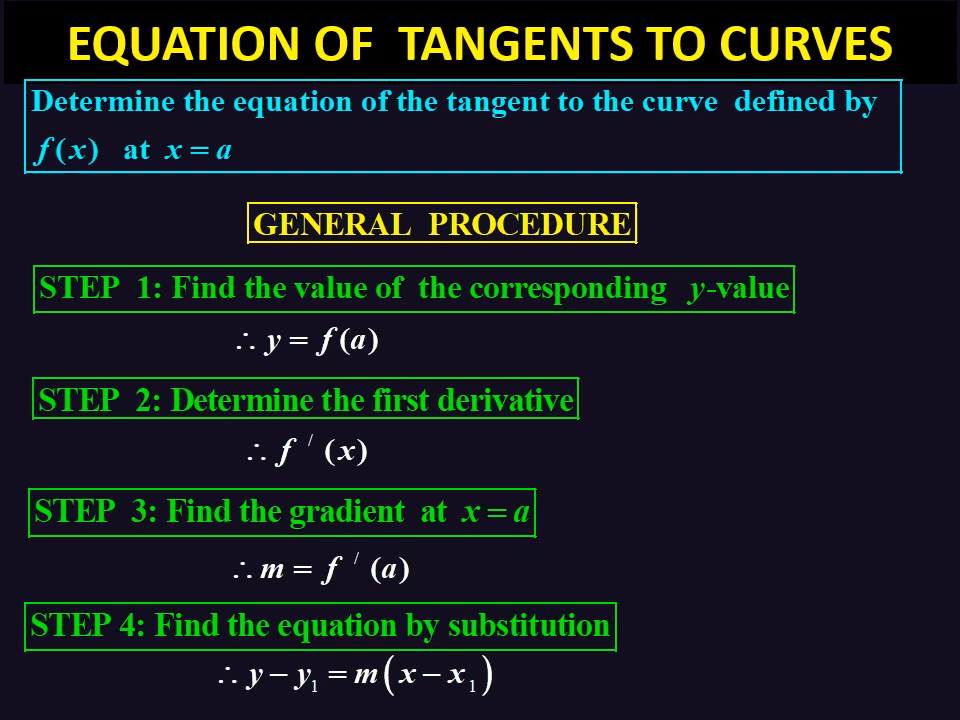 EQUATION OF TANGENTS TO CURVES
Determine the equation of the tangent to the curve defined by
f(x) at x = a
GENERAL PROCEDURE
STEP 1: Find the value of the corresponding y-value
∴ y = f(a)
STEP 2: Determine the first derivative
∴ f ′ (x)
STEP 3: Find the gradient at x = a
∴ m = f ′ (a)
STEP 4: Find the equation by substitution
∴ y − y₁ = m(x − x₁)